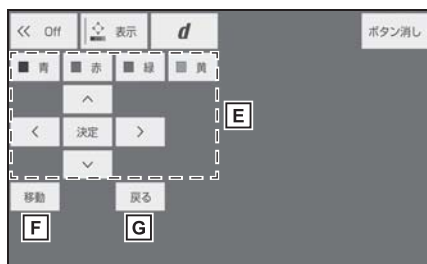 << Off 表示 d ボタン消し
青 赤 緑 黄
E
決定
移動 戻る
F G